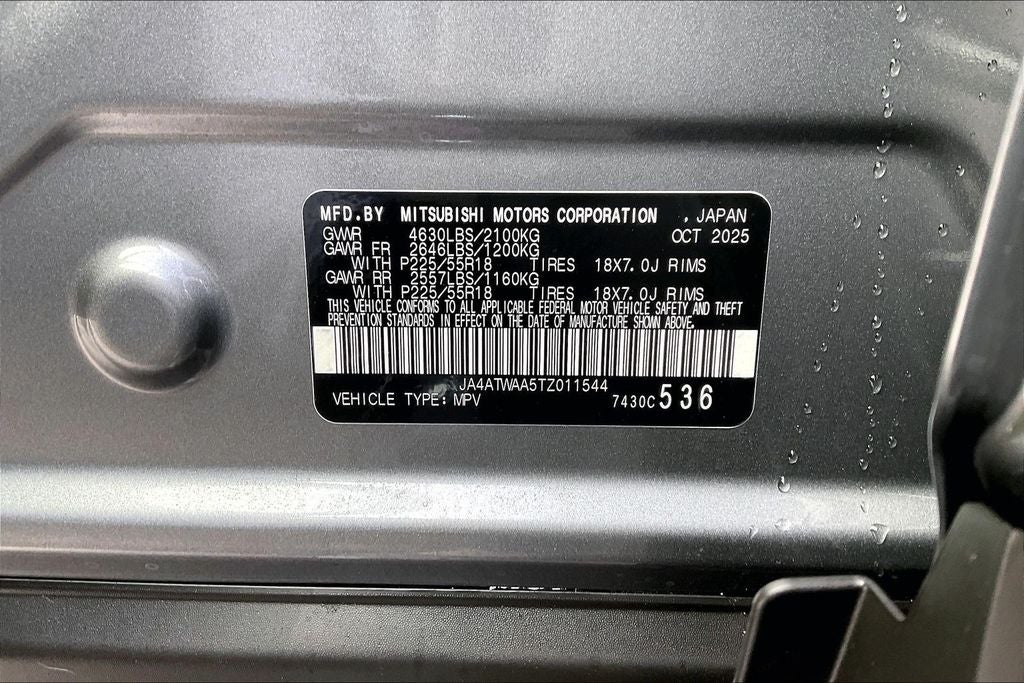 MFD.BY MITSUBISHI MOTORS CORPORATION , JAPAN
GVWR 4630LBS/2100KG OCT 2025
GAWR FR 2646LBS/1200KG
WITH P225/55R18 TIRES 18X7.0J RIMS
GAWR RR 2557LBS/1160KG
WITH P225/55R18 TIRES 18X7.0J RIMS
THIS VEHICLE CONFORMS TO ALL APPLICABLE FEDERAL MOTOR VEHICLE SAFETY AND THEFT
PREVENTION STANDARDS IN EFFECT ON THE DATE OF MANUFACTURE SHOWN ABOVE.
JA4ATWAA5TZ011544
VEHICLE TYPE: MPV 7430C 536